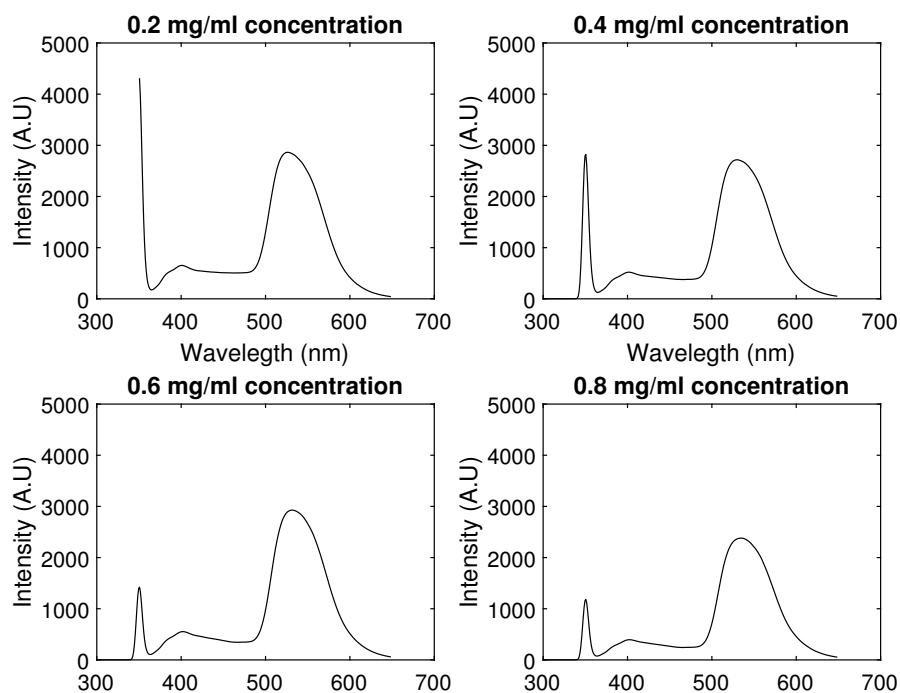 0.2 mg/ml concentration
5000
4000
3000
2000
1000
0
Intensity (A.U)
300 400 500 600 700
Wavelegth (nm)
0.4 mg/ml concentration
5000
4000
3000
2000
1000
0
Intensity (A.U)
300 400 500 600 700
Wavelegth (nm)
0.6 mg/ml concentration
5000
4000
3000
2000
1000
0
Intensity (A.U)
300 400 500 600 700
0.8 mg/ml concentration
5000
4000
3000
2000
1000
0
Intensity (A.U)
300 400 500 600 700